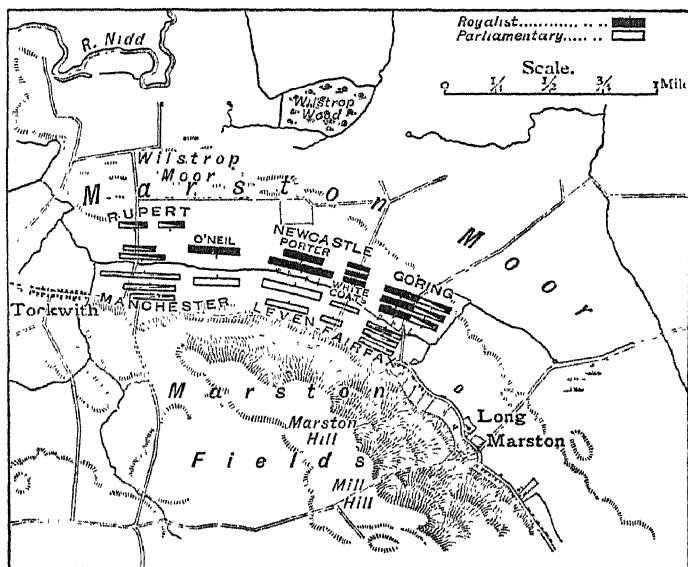 Royalist............ .. ..
Parliamentary..... .. ..
Scale.
1/4 1/2 3/4 1 Mile
R. Nidd
Wilstrop
Wood
Wilstrop
Moor
Marston
Moor
RUPERT
O'NEIL
NEWCASTLE
PORTER
GORING
WHITE
COATS
Tockwith
MANCHESTER
LEVEN
FAIRFAX
Marston
Fields
Marston
Hill
Mill
Hill
Long
Marston